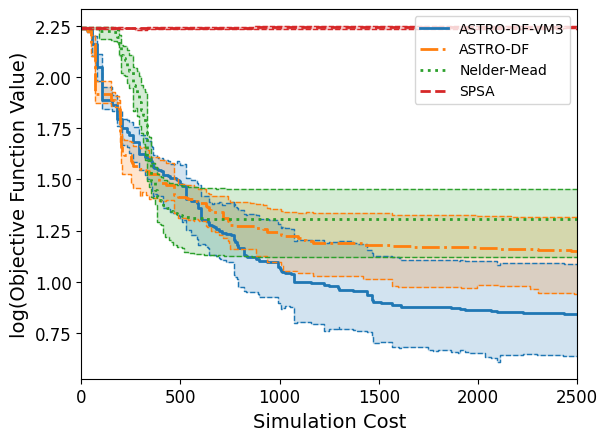 log(Objective Function Value)
2.25
2.00
1.75
1.50
1.25
1.00
0.75
ASTRO-DF-VM3
ASTRO-DF
Nelder-Mead
SPSA
0 500 1000 1500 2000 2500
Simulation Cost